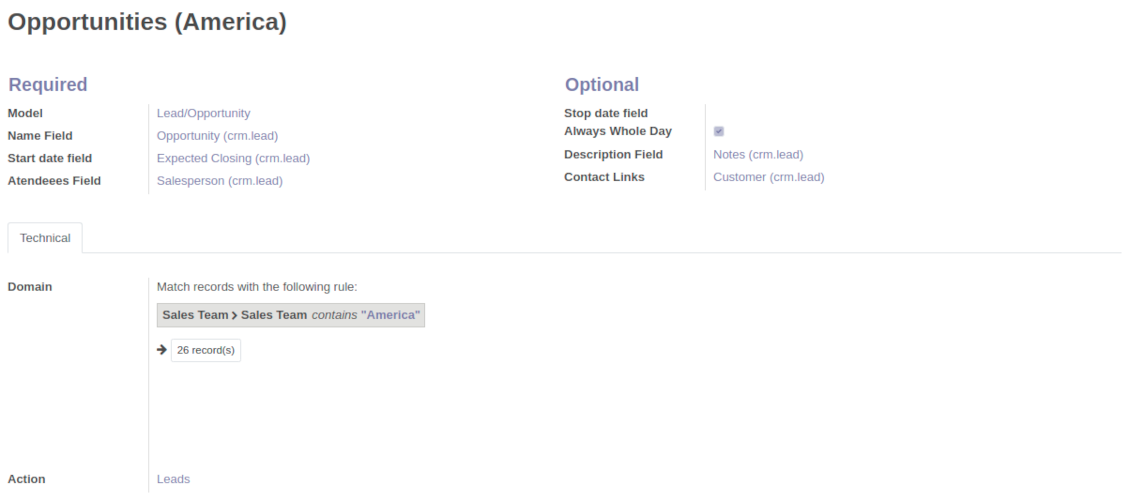 Opportunities (America)
Required
Model Lead/Opportunity
Name Field Opportunity (crm.lead)
Start date field Expected Closing (crm.lead)
Atendeees Field Salesperson (crm.lead)
Optional
Stop date field
Always Whole Day
Description Field Notes (crm.lead)
Contact Links Customer (crm.lead)
Technical
Domain Match records with the following rule:
Sales Team > Sales Team contains "America"
26 record(s)
Action Leads